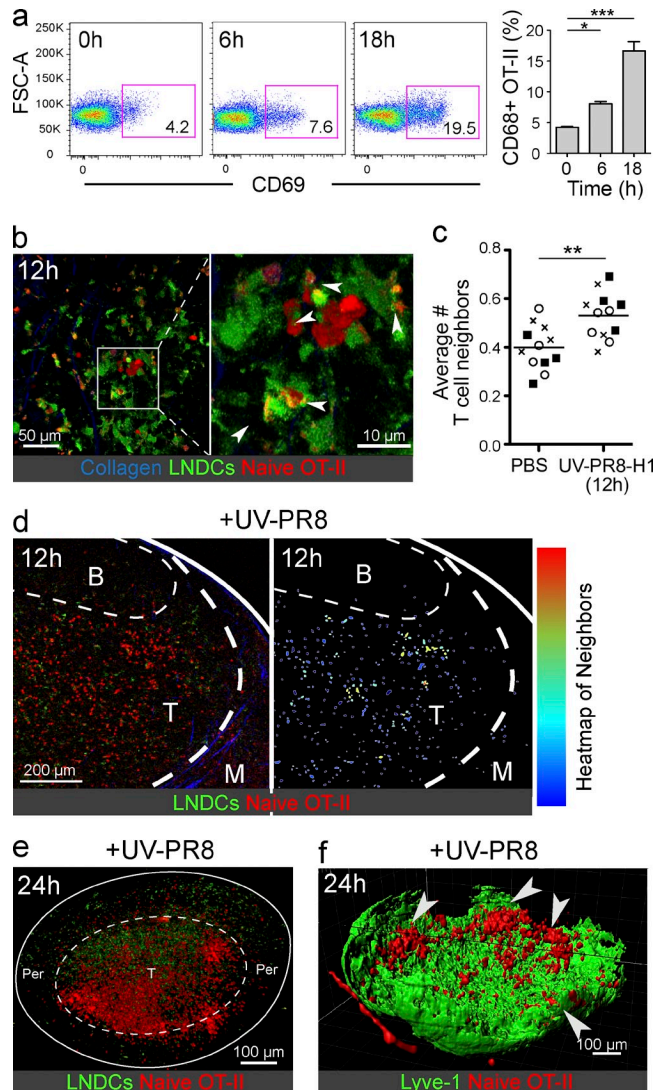 a
0h
6h
18h
FSC-A
250K
200K
150K
100K
50K
0
4.2
7.6
19.5
0
0
0
CD69
CD68+ OT-II (%)
20
15
10
5
0
*
***
0 6 18
Time (h)
b
12h
50 µm
10 µm
Collagen LNDCs Naive OT-II
c
Average #
T cell neighbors
0.8
0.6
0.4
0.2
0.0
**
PBS
UV-PR8-H1
(12h)
d
+UV-PR8
12h
B
T
M
200 µm
12h
B
T
M
LNDCs Naive OT-II
Heatmap of Neighbors
e
+UV-PR8
24h
Per
T
Per
100 µm
LNDCs Naive OT-II
f
+UV-PR8
24h
100 µm
Lyve-1 Naive OT-II